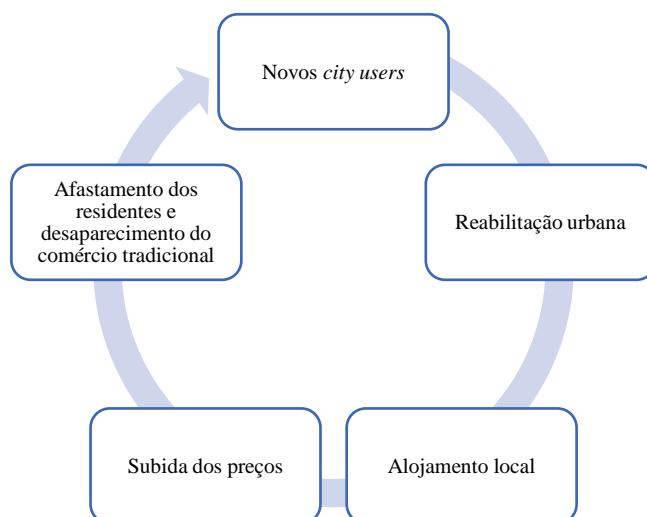 Novos city users
Reabilitação urbana
Alojamento local
Subida dos preços
Afastamento dos
residentes e
desaparecimento do
comércio tradicional